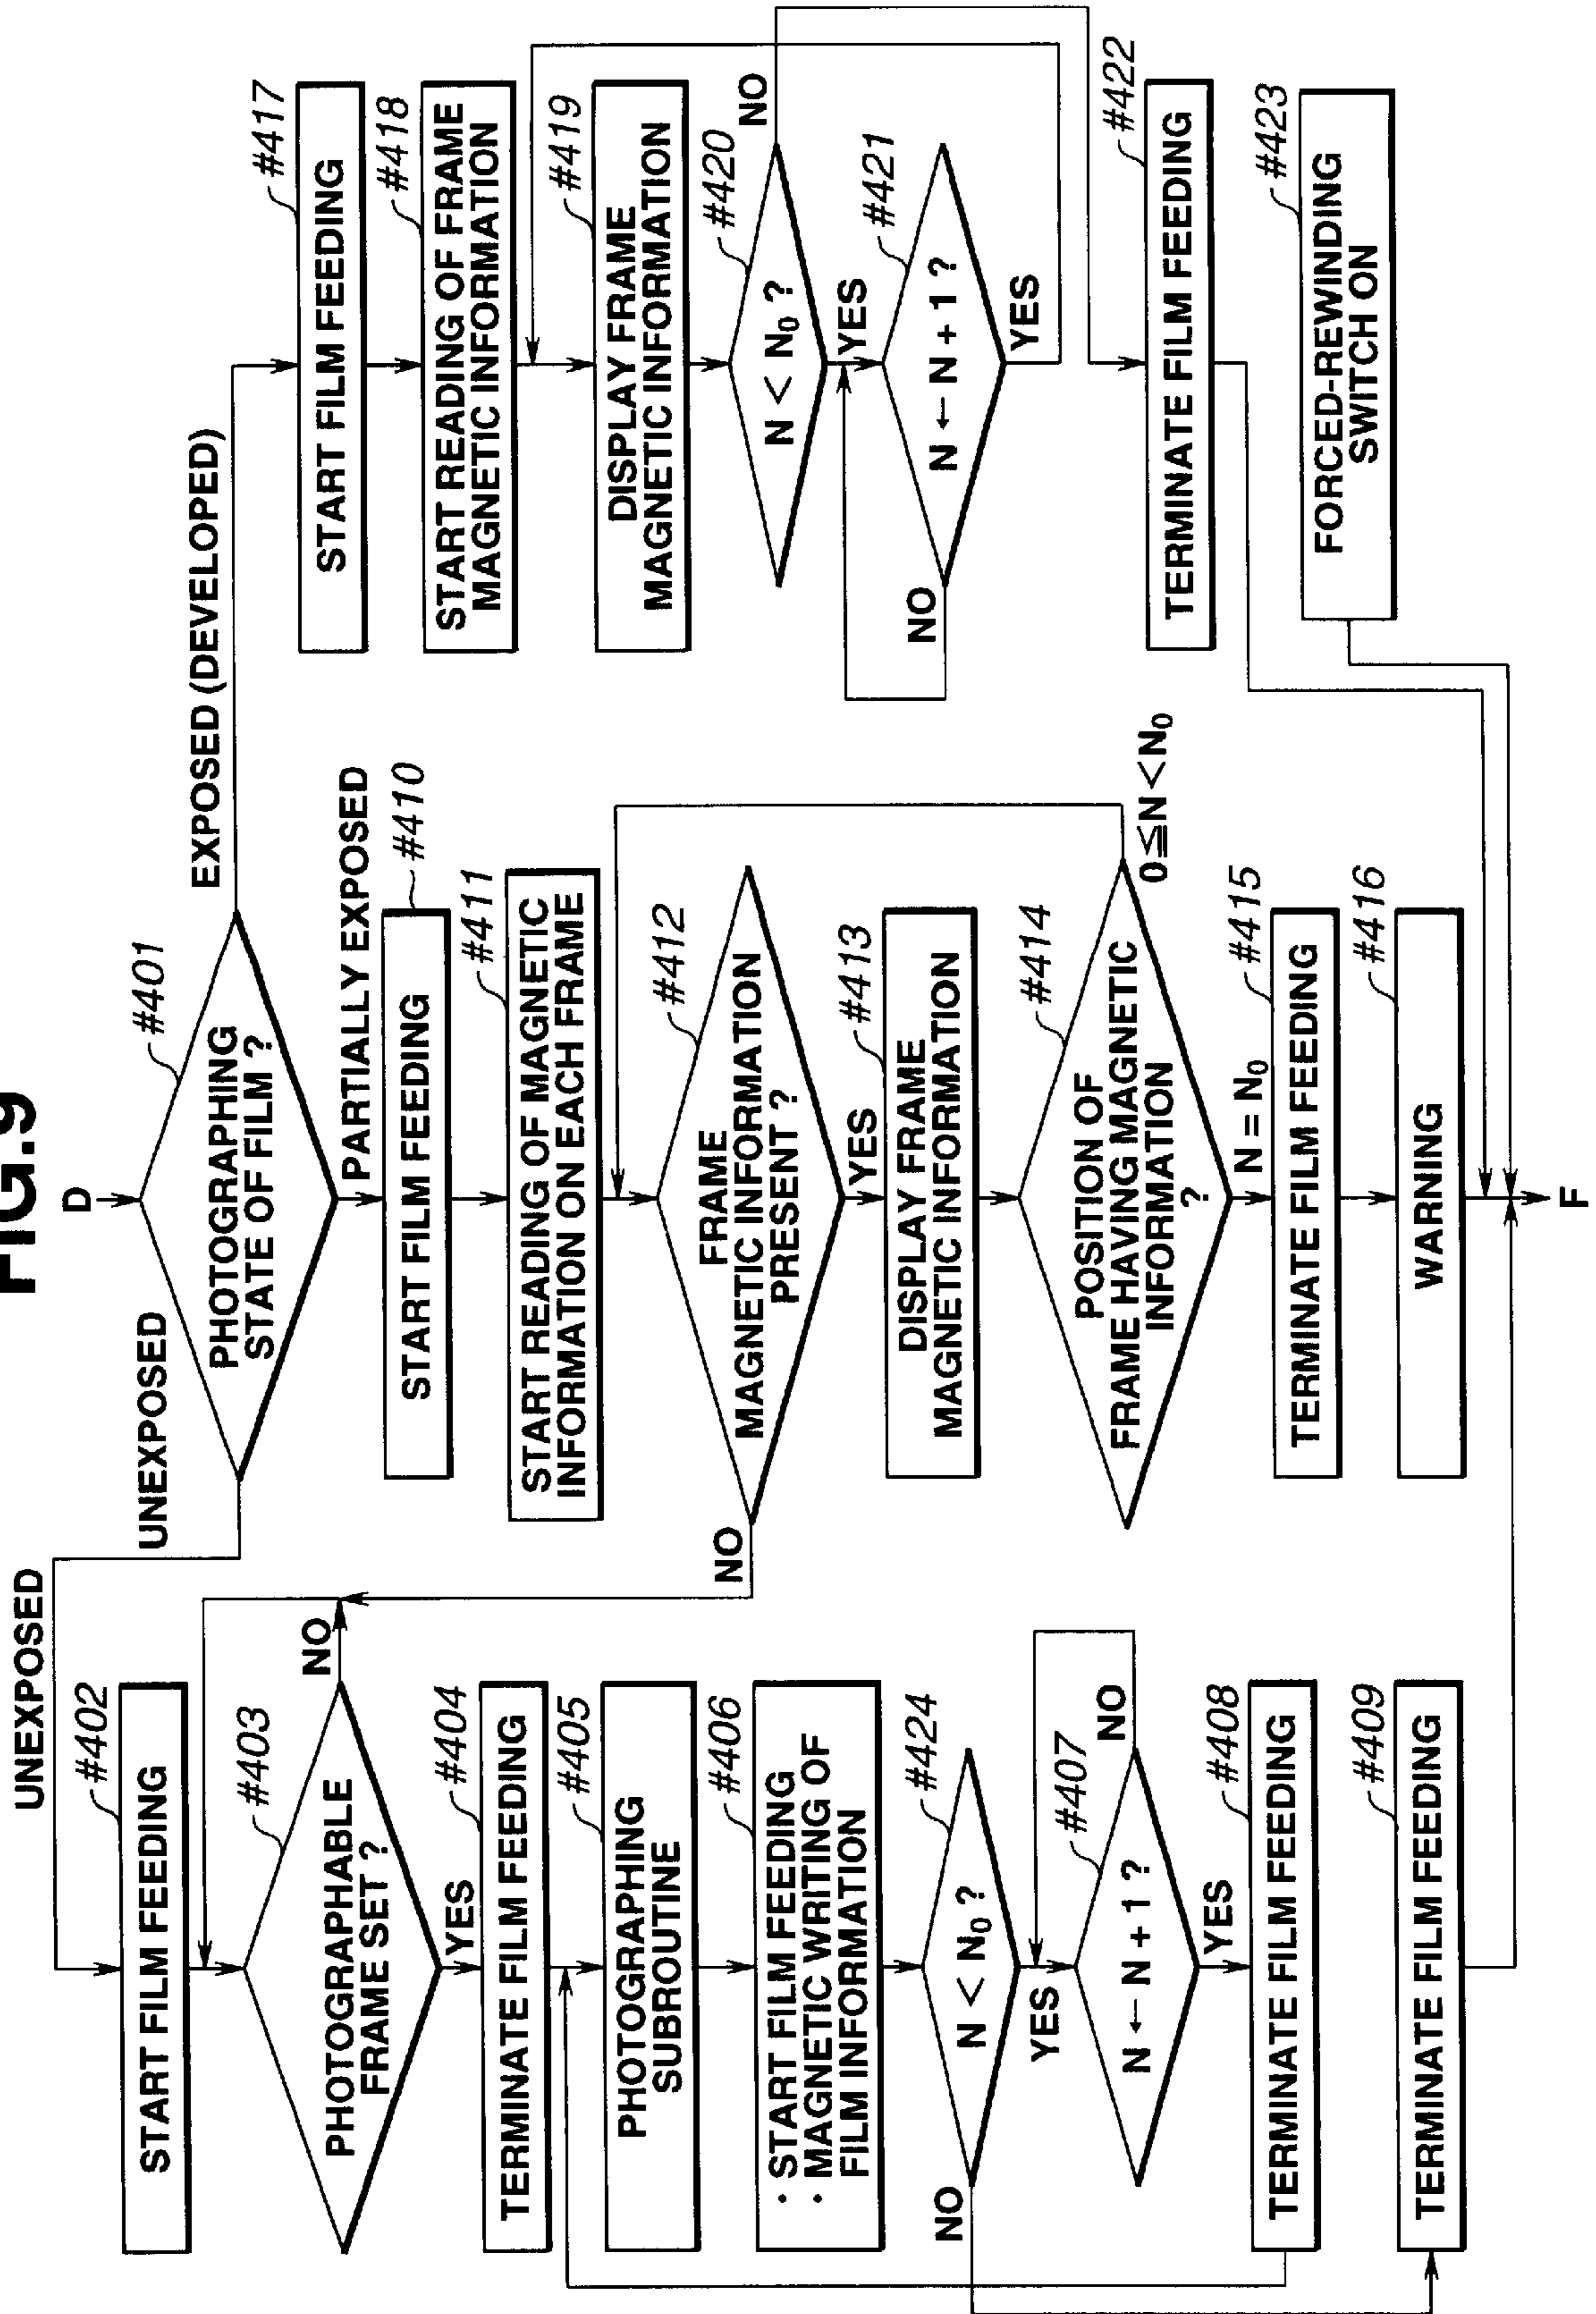 FIG.9
D
#401
PHOTOGRAPHING
STATE OF FILM ?
UNEXPOSED
UNEXPOSED
#402
START FILM FEEDING
#403
PHOTOGRAPHABLE
FRAME SET ?
NO
YES
#404
TERMINATE FILM FEEDING
#405
PHOTOGRAPHING
SUBROUTINE
#406
· START FILM FEEDING
· MAGNETIC WRITING OF
FILM INFORMATION
#424
N < N₀ ?
NO
YES
#407
N ← N + 1 ?
NO
YES
#408
TERMINATE FILM FEEDING
#409
TERMINATE FILM FEEDING
PARTIALLY EXPOSED
#410
START FILM FEEDING
#411
START READING OF MAGNETIC
INFORMATION ON EACH FRAME
#412
FRAME
MAGNETIC INFORMATION
PRESENT ?
NO
YES
#413
DISPLAY FRAME
MAGNETIC INFORMATION
#414
POSITION OF
FRAME HAVING MAGNETIC
INFORMATION
?
0≦N<N₀
N = N₀
#415
TERMINATE FILM FEEDING
#416
WARNING
F
EXPOSED (DEVELOPED)
#417
START FILM FEEDING
#418
START READING OF FRAME
MAGNETIC INFORMATION
#419
DISPLAY FRAME
MAGNETIC INFORMATION
#420
N < N₀ ?
NO
YES
#421
N ← N + 1 ?
NO
YES
#422
TERMINATE FILM FEEDING
#423
FORCED-REWINDING
SWITCH ON